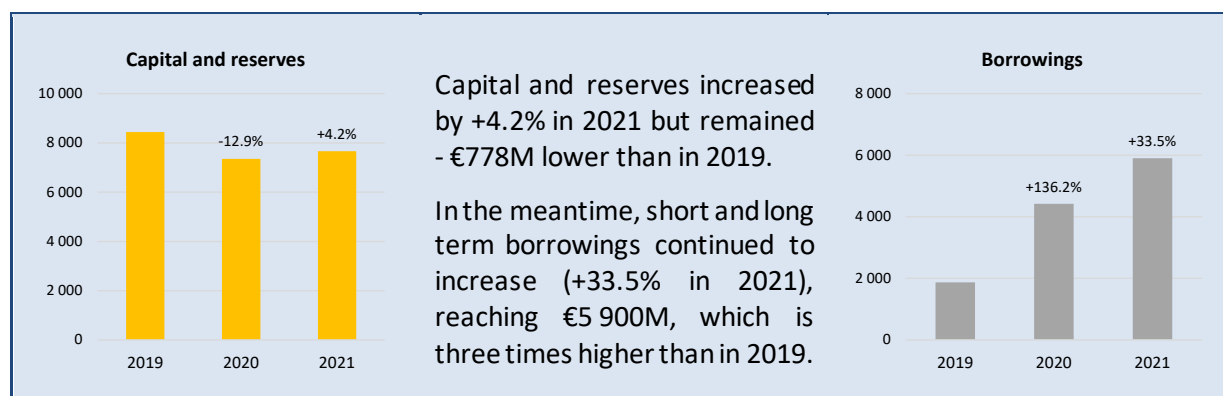 Capital and reserves
10 000
8 000
6 000
4 000
2 000
0
-12.9%
+4.2%
2019 2020 2021
Capital and reserves increased
by +4.2% in 2021 but remained
- €778M lower than in 2019.
In the meantime, short and long
term borrowings continued to
increase (+33.5% in 2021),
reaching €5 900M, which is
three times higher than in 2019.
Borrowings
8 000
6 000
4 000
2 000
0
+136.2%
+33.5%
2019 2020 2021